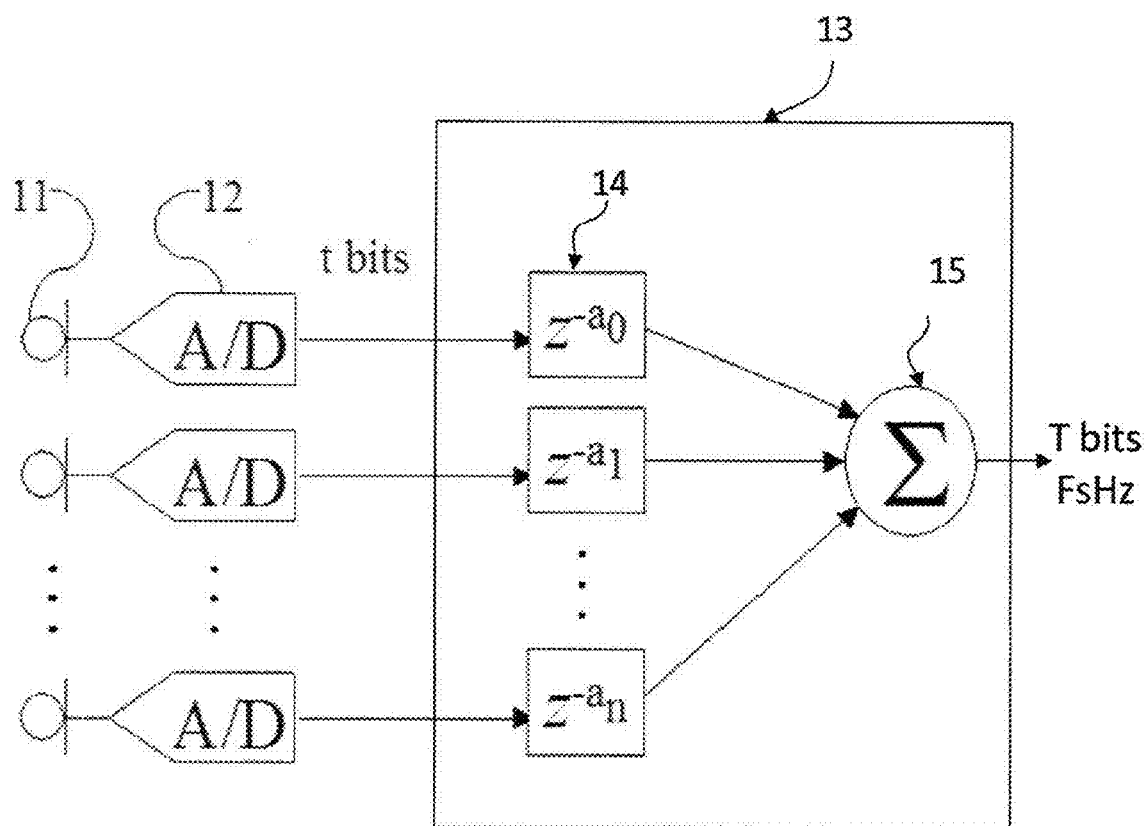 13
11
12
14
t bits
15
A/D
z^-a0
Σ
T bits
FsHz
A/D
z^-a1
A/D
z^-an